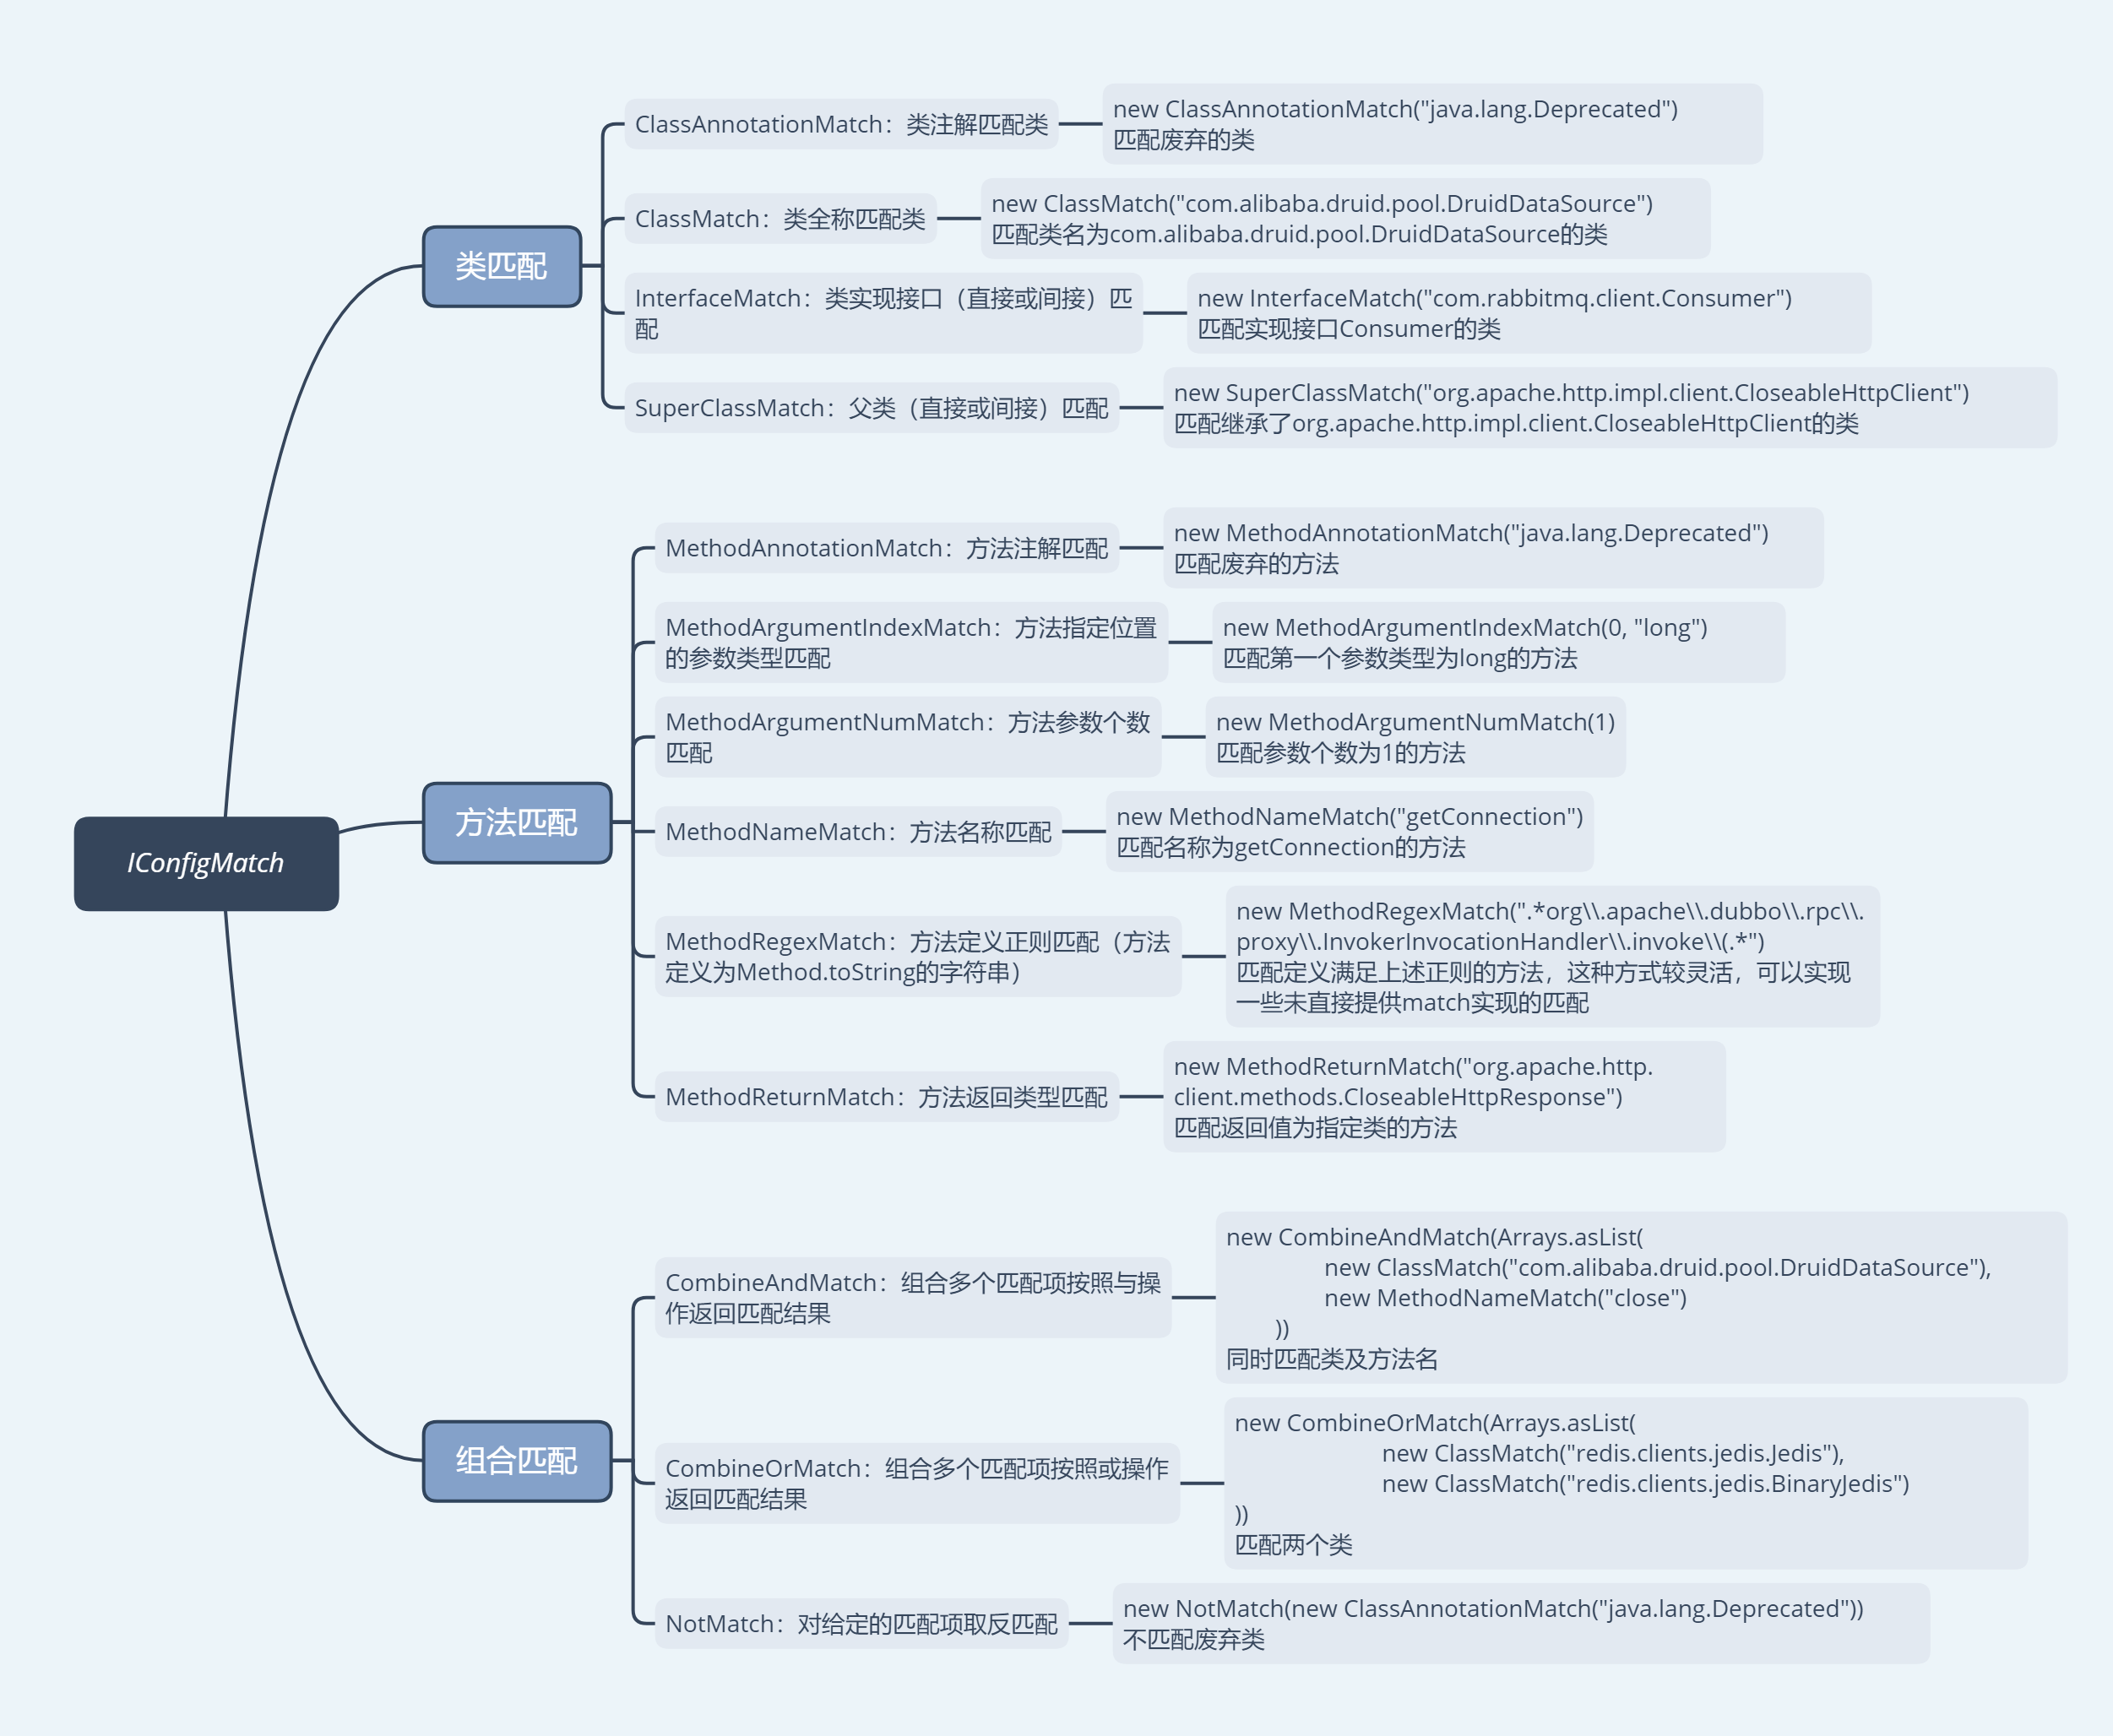 IConfigMatch
类匹配
ClassAnnotationMatch：类注解匹配类
new ClassAnnotationMatch("java.lang.Deprecated")
匹配废弃的类
ClassMatch：类全称匹配类
new ClassMatch("com.alibaba.druid.pool.DruidDataSource")
匹配类名为com.alibaba.druid.pool.DruidDataSource的类
InterfaceMatch：类实现接口（直接或间接）匹
配
new InterfaceMatch("com.rabbitmq.client.Consumer")
匹配实现接口Consumer的类
SuperClassMatch：父类（直接或间接）匹配
new SuperClassMatch("org.apache.http.impl.client.CloseableHttpClient")
匹配继承了org.apache.http.impl.client.CloseableHttpClient的类
方法匹配
MethodAnnotationMatch：方法注解匹配
new MethodAnnotationMatch("java.lang.Deprecated")
匹配废弃的方法
MethodArgumentIndexMatch：方法指定位置
的参数类型匹配
new MethodArgumentIndexMatch(0, "long")
匹配第一个参数类型为long的方法
MethodArgumentNumMatch：方法参数个数
匹配
new MethodArgumentNumMatch(1)
匹配参数个数为1的方法
MethodNameMatch：方法名称匹配
new MethodNameMatch("getConnection")
匹配名称为getConnection的方法
MethodRegexMatch：方法定义正则匹配（方法
定义为Method.toString的字符串）
new MethodRegexMatch(".*org\\.apache\\.dubbo\\.rpc\\.
proxy\\.InvokerInvocationHandler\\.invoke\\(.*")
匹配定义满足上述正则的方法，这种方式较灵活，可以实现
一些未直接提供match实现的匹配
MethodReturnMatch：方法返回类型匹配
new MethodReturnMatch("org.apache.http.
client.methods.CloseableHttpResponse")
匹配返回值为指定类的方法
组合匹配
CombineAndMatch：组合多个匹配项按照与操
作返回匹配结果
new CombineAndMatch(Arrays.asList(
new ClassMatch("com.alibaba.druid.pool.DruidDataSource"),
new MethodNameMatch("close")
))
同时匹配类及方法名
CombineOrMatch：组合多个匹配项按照或操作
返回匹配结果
new CombineOrMatch(Arrays.asList(
new ClassMatch("redis.clients.jedis.Jedis"),
new ClassMatch("redis.clients.jedis.BinaryJedis")
))
匹配两个类
NotMatch：对给定的匹配项取反匹配
new NotMatch(new ClassAnnotationMatch("java.lang.Deprecated"))
不匹配废弃类